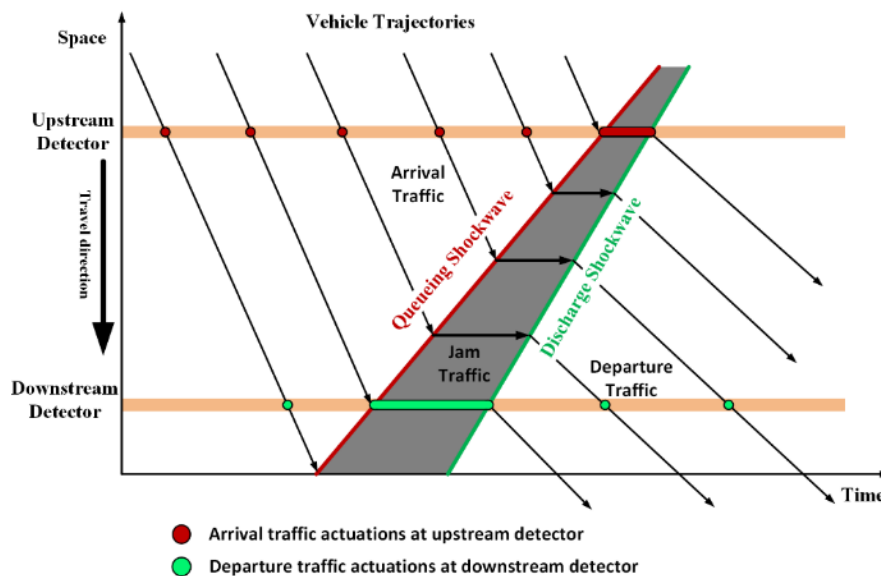 Vehicle Trajectories
Space
Upstream
Detector
Arrival
Traffic
Travel direction
Queueing Shockwave
Discharge Shockwave
Jam
Traffic
Departure
Traffic
Downstream
Detector
Time
Arrival traffic actuations at upstream detector
Departure traffic actuations at downstream detector